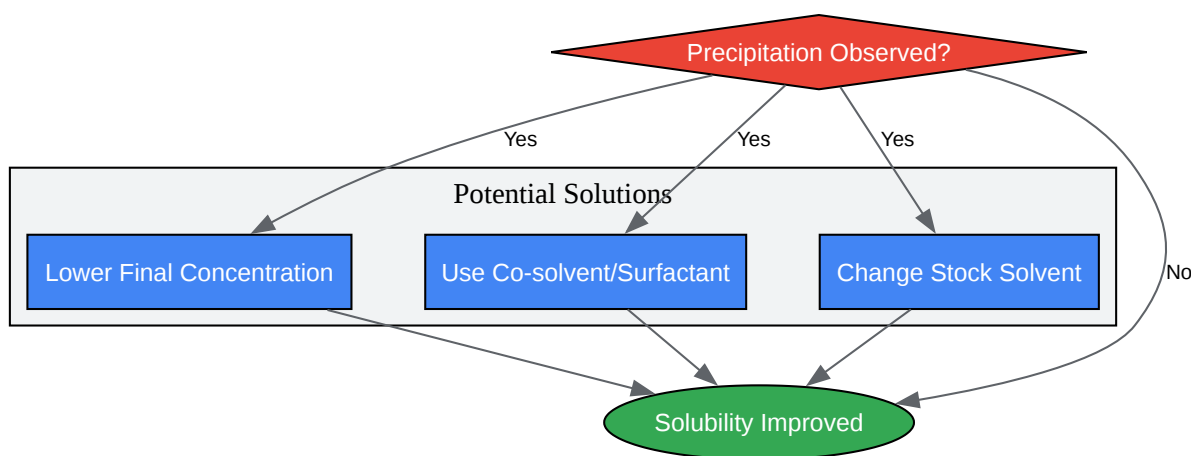 Precipitation Observed?
Yes
Yes
Yes
Potential Solutions
Lower Final Concentration
Use Co-solvent/Surfactant
Change Stock Solvent
No
Solubility Improved